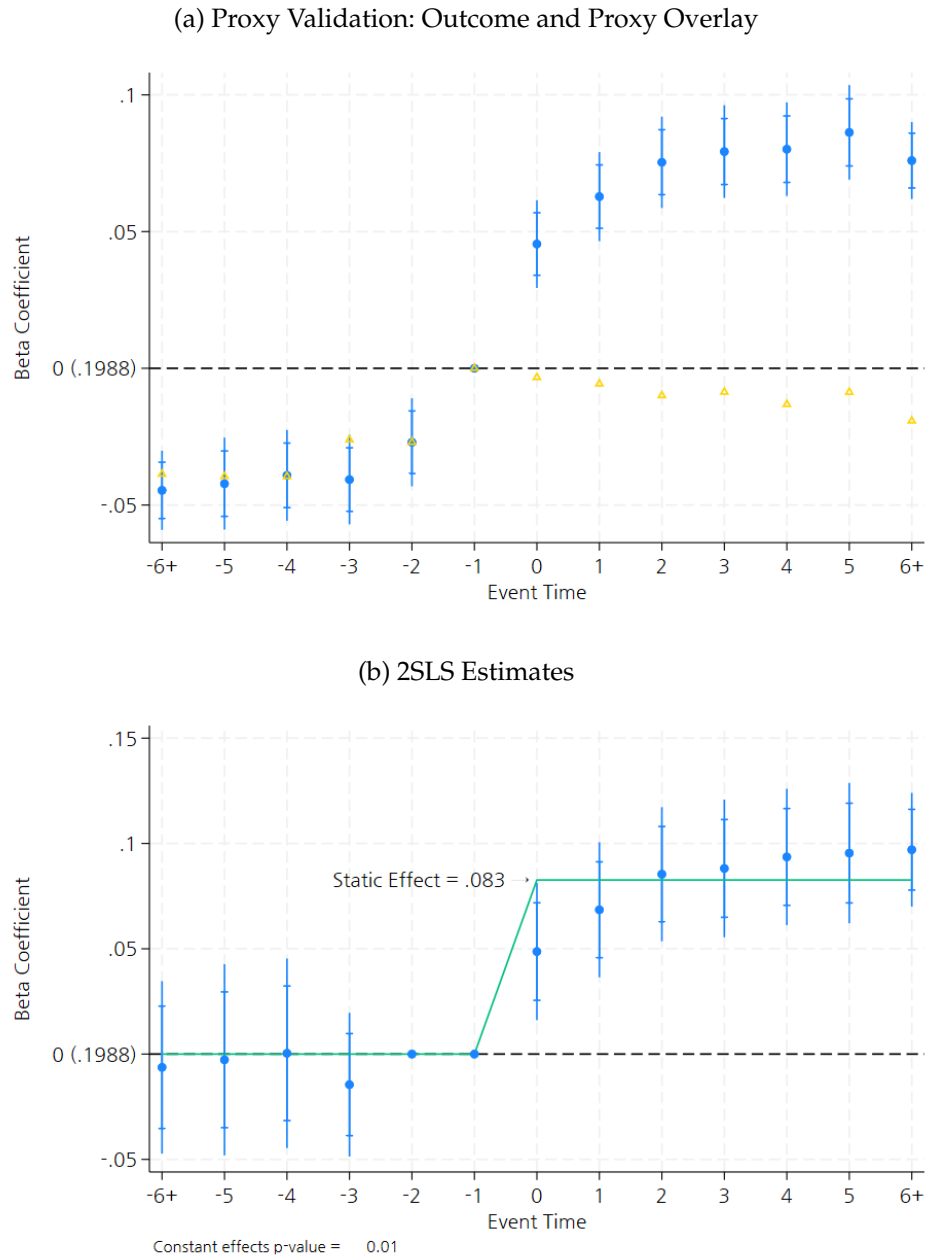 (a) Proxy Validation: Outcome and Proxy Overlay
.1
.05
0 (.1988)
-.05
Beta Coefficient
-6+ -5 -4 -3 -2 -1 0 1 2 3 4 5 6+
Event Time
(b) 2SLS Estimates
.15
.1
Static Effect = .083
.05
0 (.1988)
-.05
Beta Coefficient
-6+ -5 -4 -3 -2 -1 0 1 2 3 4 5 6+
Event Time
Constant effects p-value = 0.01